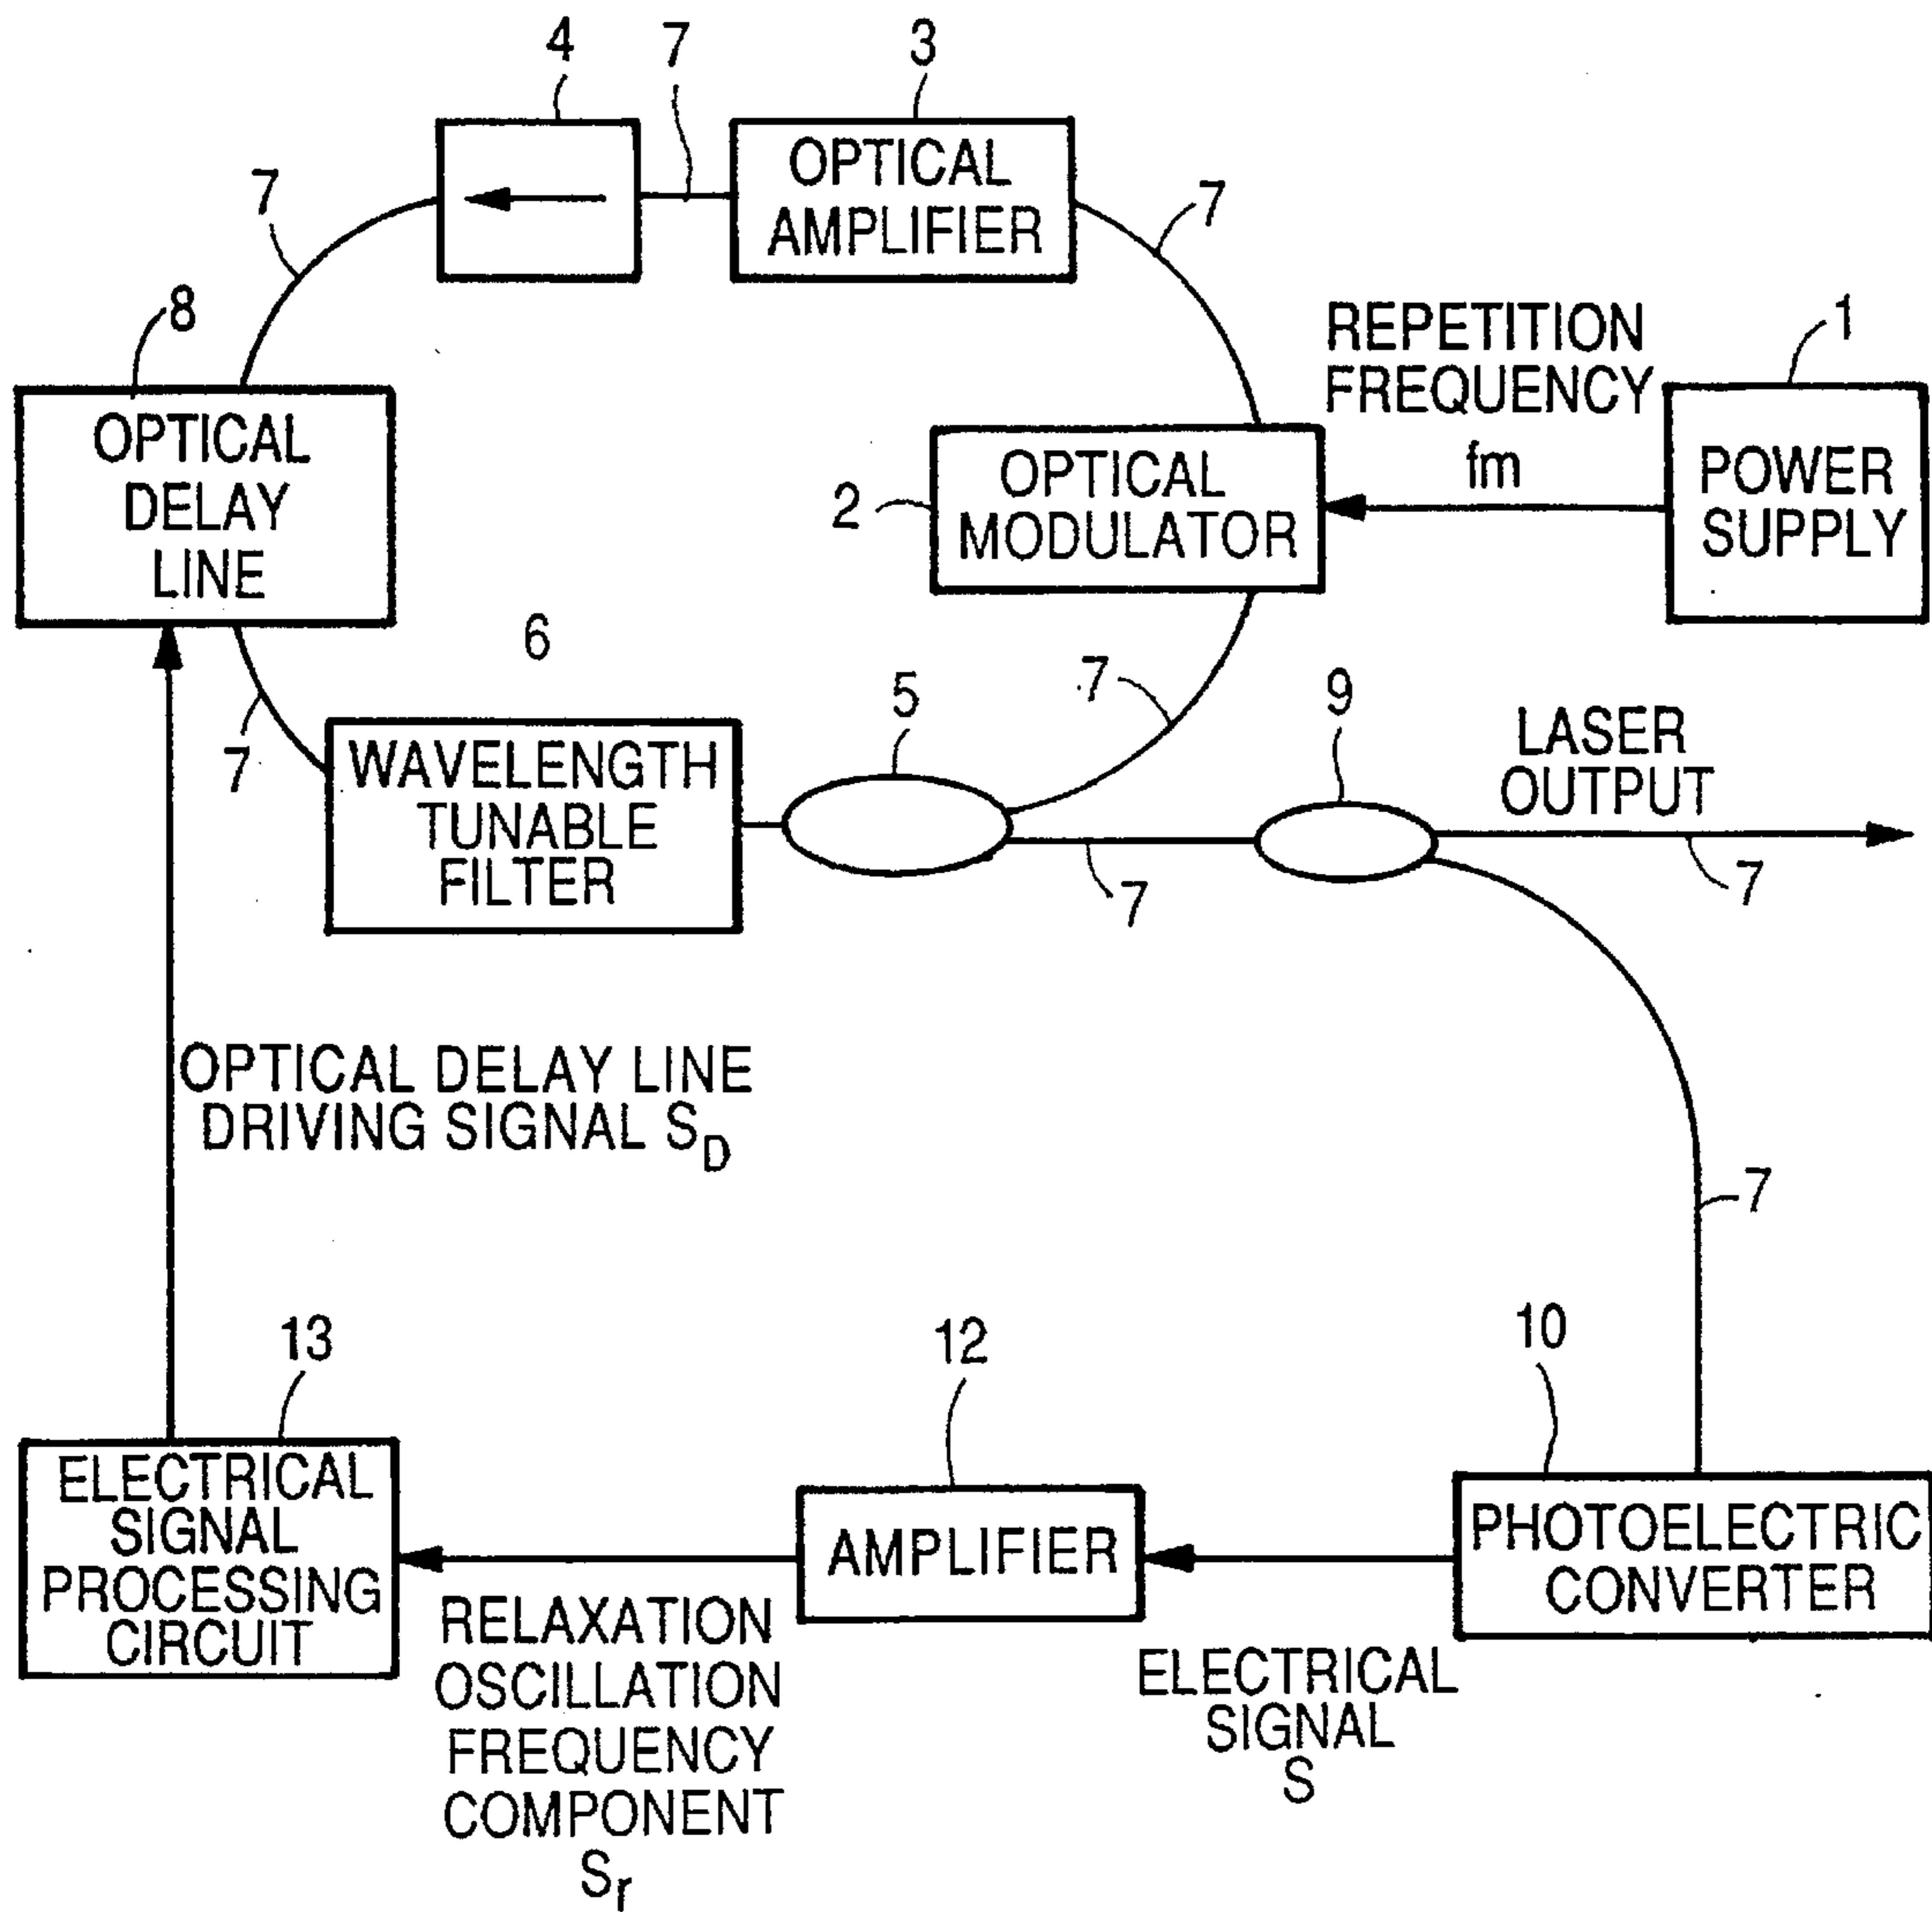 4
7
3
OPTICAL
AMPLIFIER
7
7
8
OPTICAL
DELAY
LINE
REPETITION
FREQUENCY
fm
1
POWER
SUPPLY
2
OPTICAL
MODULATOR
6
7
7
WAVELENGTH
TUNABLE
FILTER
5
9
LASER
OUTPUT
7
7
OPTICAL DELAY LINE
DRIVING SIGNAL S_D
7
13
ELECTRICAL
SIGNAL
PROCESSING
CIRCUIT
12
AMPLIFIER
10
PHOTOELECTRIC
CONVERTER
RELAXATION
OSCILLATION
FREQUENCY
COMPONENT
S_r
ELECTRICAL
SIGNAL
S